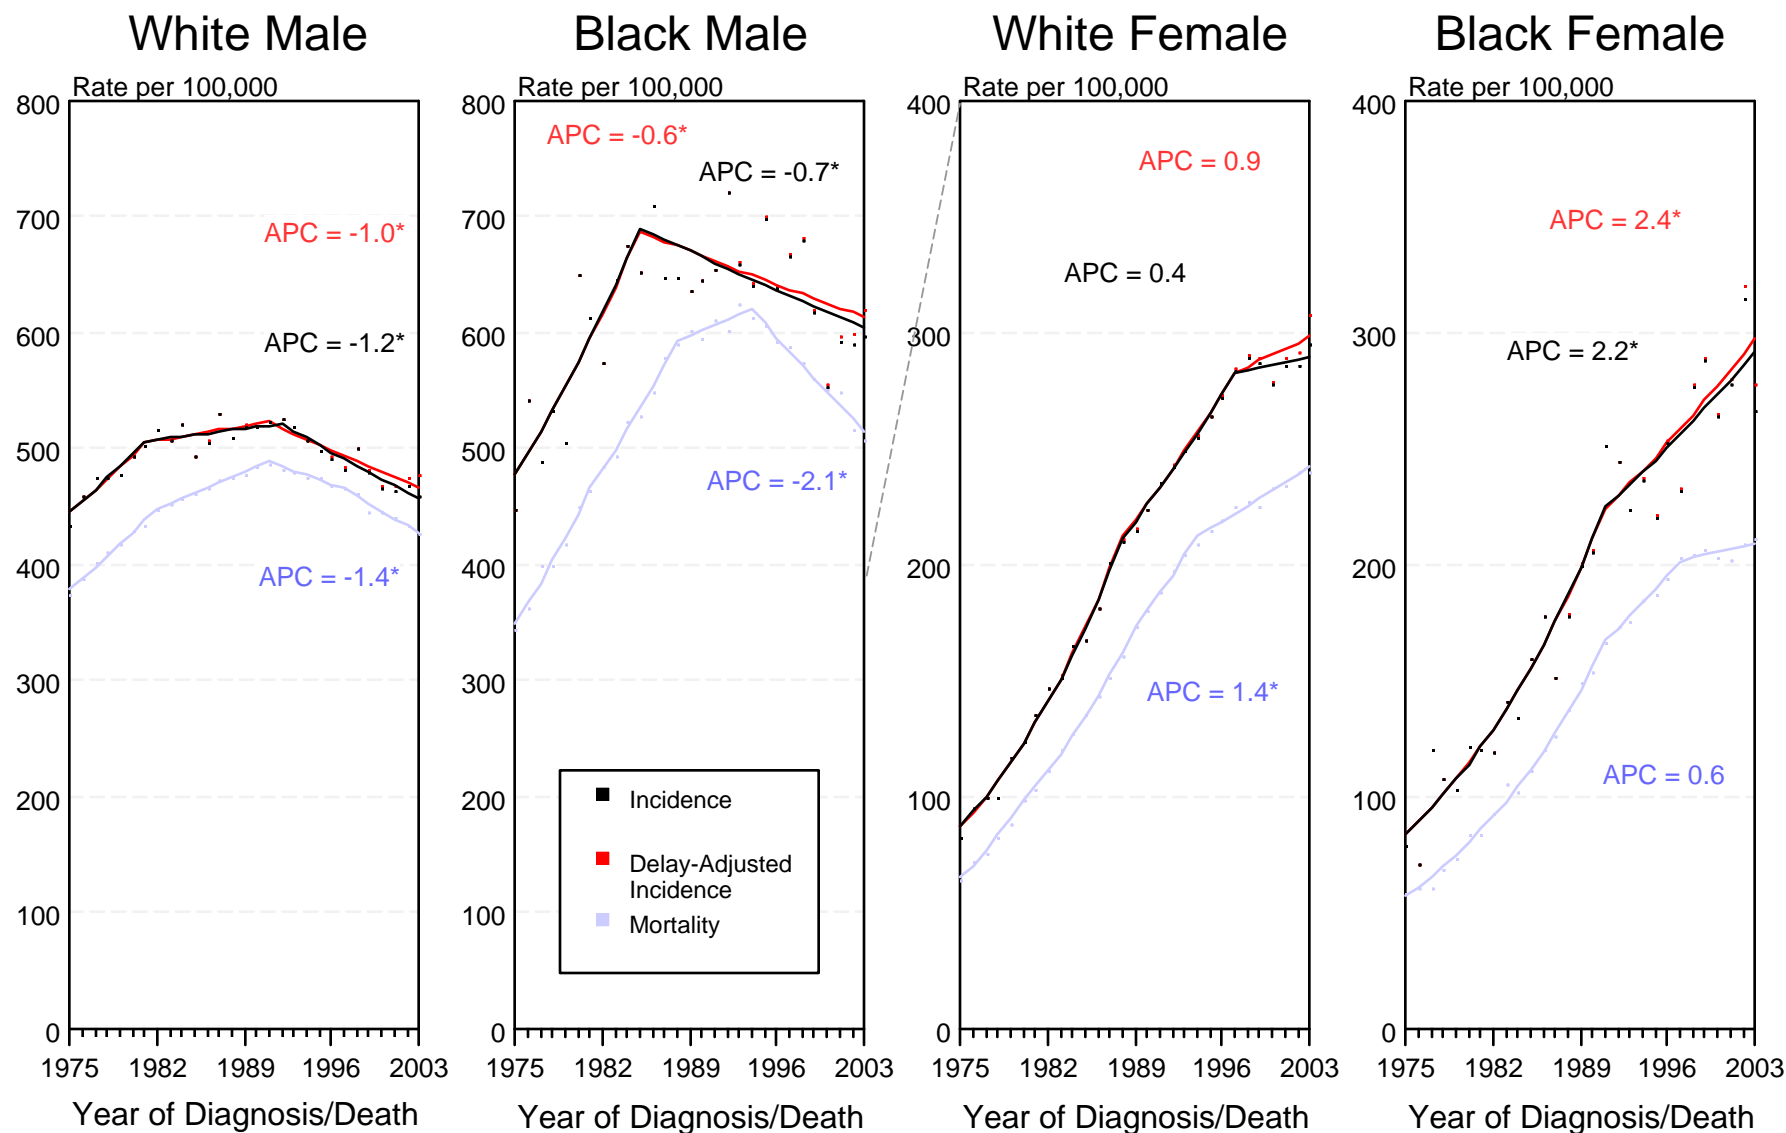 White Male
Rate per 100,000
800
700
600
500
400
300
200
100
0
APC = -1.0*
APC = -1.2*
APC = -1.4*
1975 1982 1989 1996 2003
Year of Diagnosis/Death
Black Male
Rate per 100,000
800
700
600
500
400
300
200
100
0
APC = -0.6*
APC = -0.7*
APC = -2.1*
Incidence
Delay-Adjusted
Incidence
Mortality
1975 1982 1989 1996 2003
Year of Diagnosis/Death
White Female
Rate per 100,000
400
300
200
100
0
APC = 0.9
APC = 0.4
APC = 1.4*
1975 1982 1989 1996 2003
Year of Diagnosis/Death
Black Female
Rate per 100,000
400
300
200
100
0
APC = 2.4*
APC = 2.2*
APC = 0.6
1975 1982 1989 1996 2003
Year of Diagnosis/Death